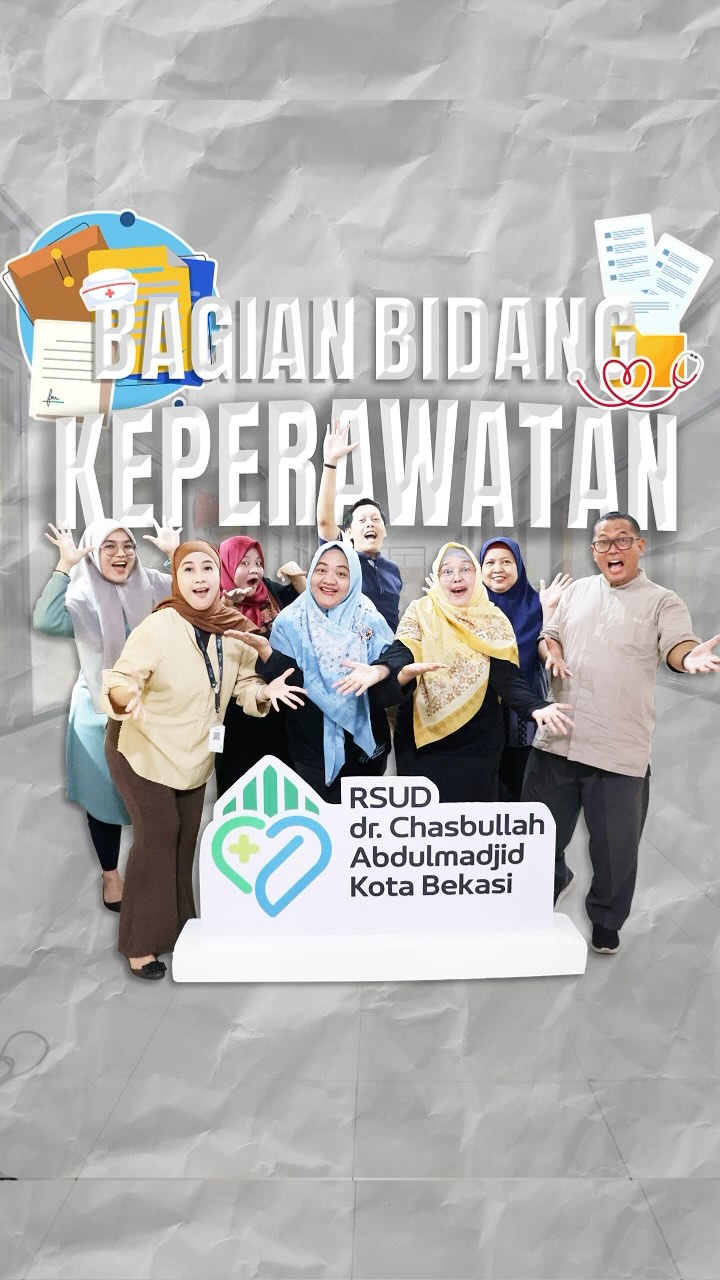 BAGIAN BIDANG
KEPERAWATAN
RSUD
dr. Chasbullah
Abdulmadjid
Kota Bekasi